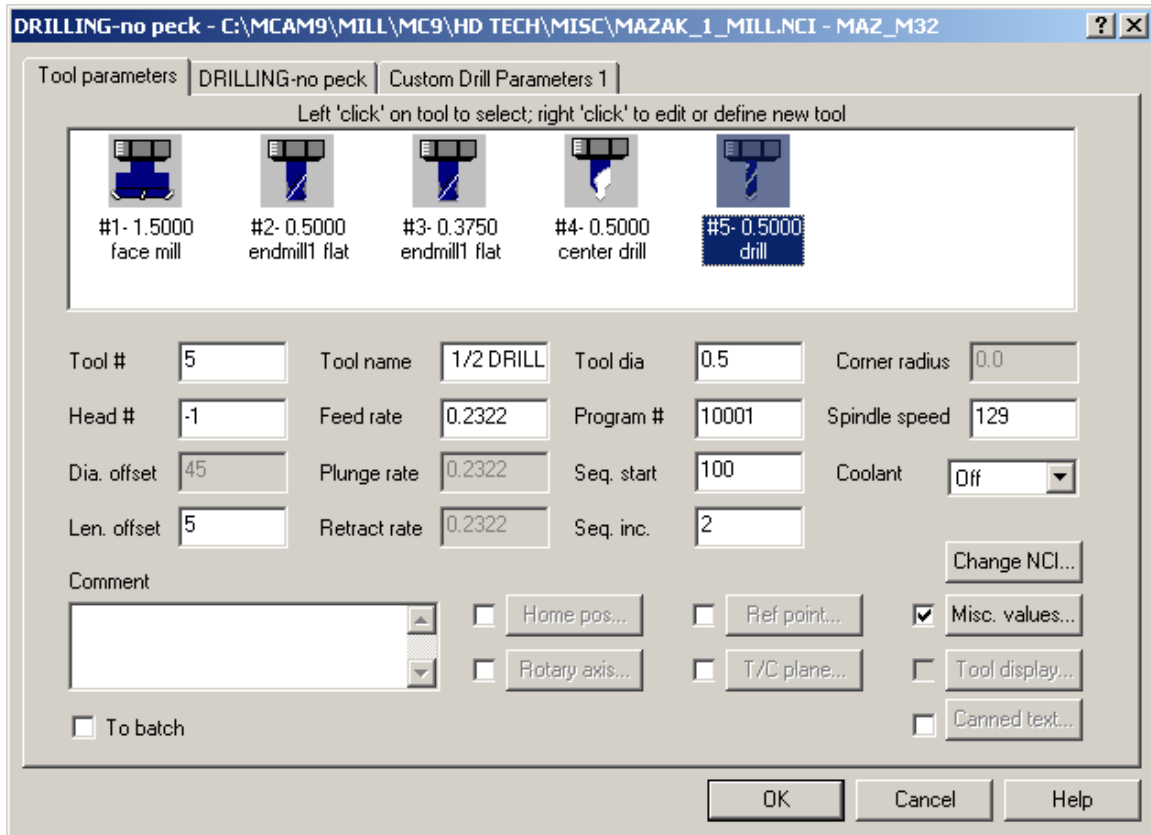 DRILLING-no peck - C:\MCAM9\MILL\MC9\HD TECH\MISC\MAZAK_1_MILL.NCI - MAZ_M32
Tool parameters DRILLING-no peck Custom Drill Parameters 1
Left 'click' on tool to select; right 'click' to edit or define new tool
#1- 1.5000 #2- 0.5000 #3- 0.3750 #4- 0.5000 #5- 0.5000
face mill endmill1 flat endmill1 flat center drill drill
Tool # 5 Tool name 1/2 DRILL Tool dia 0.5 Corner radius 0.0
Head # -1 Feed rate 0.2322 Program # 10001 Spindle speed 129
Dia. offset 45 Plunge rate 0.2322 Seq. start 100 Coolant Off
Len. offset 5 Retract rate 0.2322 Seq. inc. 2
Change NCI...
Comment
Home pos... Ref point... Misc. values...
Rotary axis... T/C plane... Tool display...
To batch Canned text...
OK Cancel Help